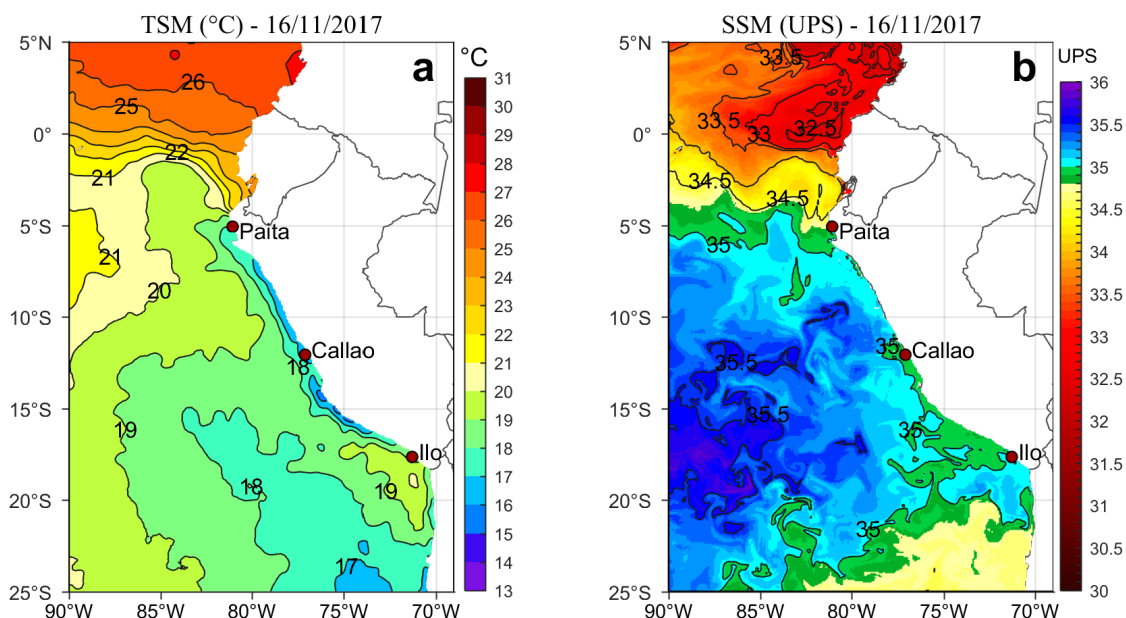 TSM (°C) - 16/11/2017
5°N
0°
5°S
10°S
15°S
20°S
25°S
90°W
85°W
80°W
75°W
70°W
a
26
25
22
21
21
20
19
18
18
19
17
Paita
Callao
Ilo
°C
31
30
29
28
27
26
25
24
23
22
21
20
19
18
17
16
15
14
13
SSM (UPS) - 16/11/2017
5°N
0°
5°S
10°S
15°S
20°S
25°S
90°W
85°W
80°W
75°W
70°W
b
33.5
33.5
33
32.5
34.5
34.5
35
35
35.5
35.5
35
35
Paita
Callao
Ilo
UPS
36
35.5
35
34.5
34
33.5
33
32.5
32
31.5
31
30.5
30